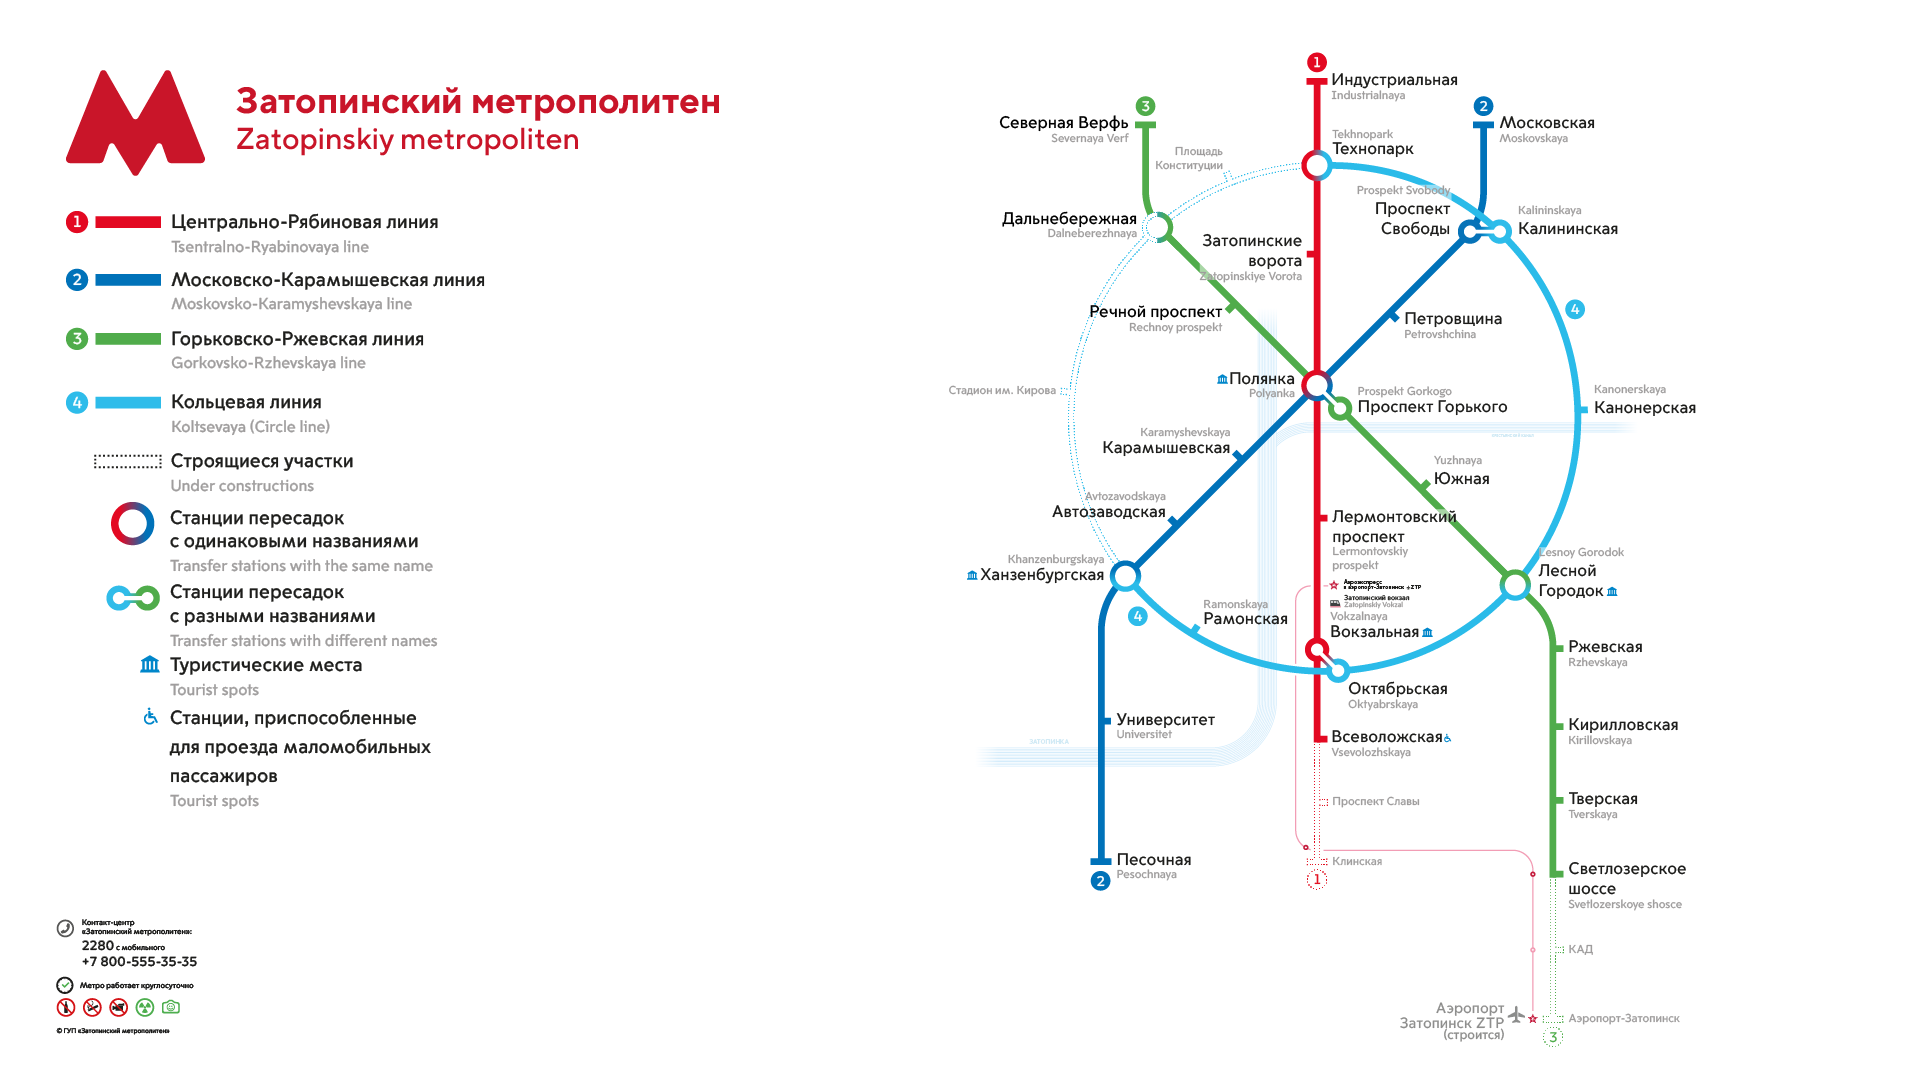 Затопинский метрополитен
Zatopinskiy metropoliten
1
Центрально-Рябиновая линия
Tsentralno-Ryabinovaya line
2
Московско-Карамышевская линия
Moskovsko-Karamyshevskaya line
3
Горьковско-Ржевская линия
Gorkovsko-Rzhevskaya line
4
Кольцевая линия
Koltsevaya (Circle line)
Строящиеся участки
Under constructions
Станции пересадок
с одинаковыми названиями
Transfer stations with the same name
Станции пересадок
с разными названиями
Transfer stations with different names
Туристические места
Tourist spots
Станции, приспособленные
для проезда маломобильных
пассажиров
Tourist spots
Контакт-центр
«Затопинский метрополитен»:
2280 с мобильного
+7 800-555-35-35
Метро работает круглосуточно
© ГУП «Затопинский метрополитен»
1
Индустриальная
Industrialnaya
3
Северная Верфь
Severnaya Verf
2
Московская
Moskovskaya
Tekhnopark
Технопарк
Площадь
Конституции
Prospekt Svobody
Проспект
Свободы
Kalininskaya
Калининская
Дальнебережная
Dalneberezhnaya
Затопинские
ворота
Zatopinskiye Vorota
4
Речной проспект
Rechnoy prospekt
Петровщина
Petrovshchina
Полянка
Polyanka
Prospekt Gorkogo
Проспект Горького
Стадион им. Кирова
Kanonerskaya
Канонерская
Karamyshevskaya
Карамышевская
Yuzhnaya
Южная
Avtozavodskaya
Автозаводская
Лермонтовский
проспект
Lermontovskiy
prospekt
Khanzenburgskaya
Ханзенбургская
Lesnoy Gorodok
Лесной
Городок
Аэроэкспресс
в аэропорт-Затопинск ZTP
Затопинский вокзал
Zatopinskiy Vokzal
Vokzalnaya
Вокзальная
4
Ramonskaya
Рамонская
Ржевская
Rzhevskaya
Октябрьская
Oktyabrskaya
Университет
Universitet
Кирилловская
Kirillovskaya
ЗАТОПИНКА
Всеволожская
Vsevolozhskaya
Проспект Славы
Тверская
Tverskaya
Песочная
Pesochnaya
2
Клинская
1
Светлозерское
шоссе
Svetlozerskoye shosce
КАД
Аэропорт
Затопинск ZTP
(строится)
Аэропорт-Затопинск
3